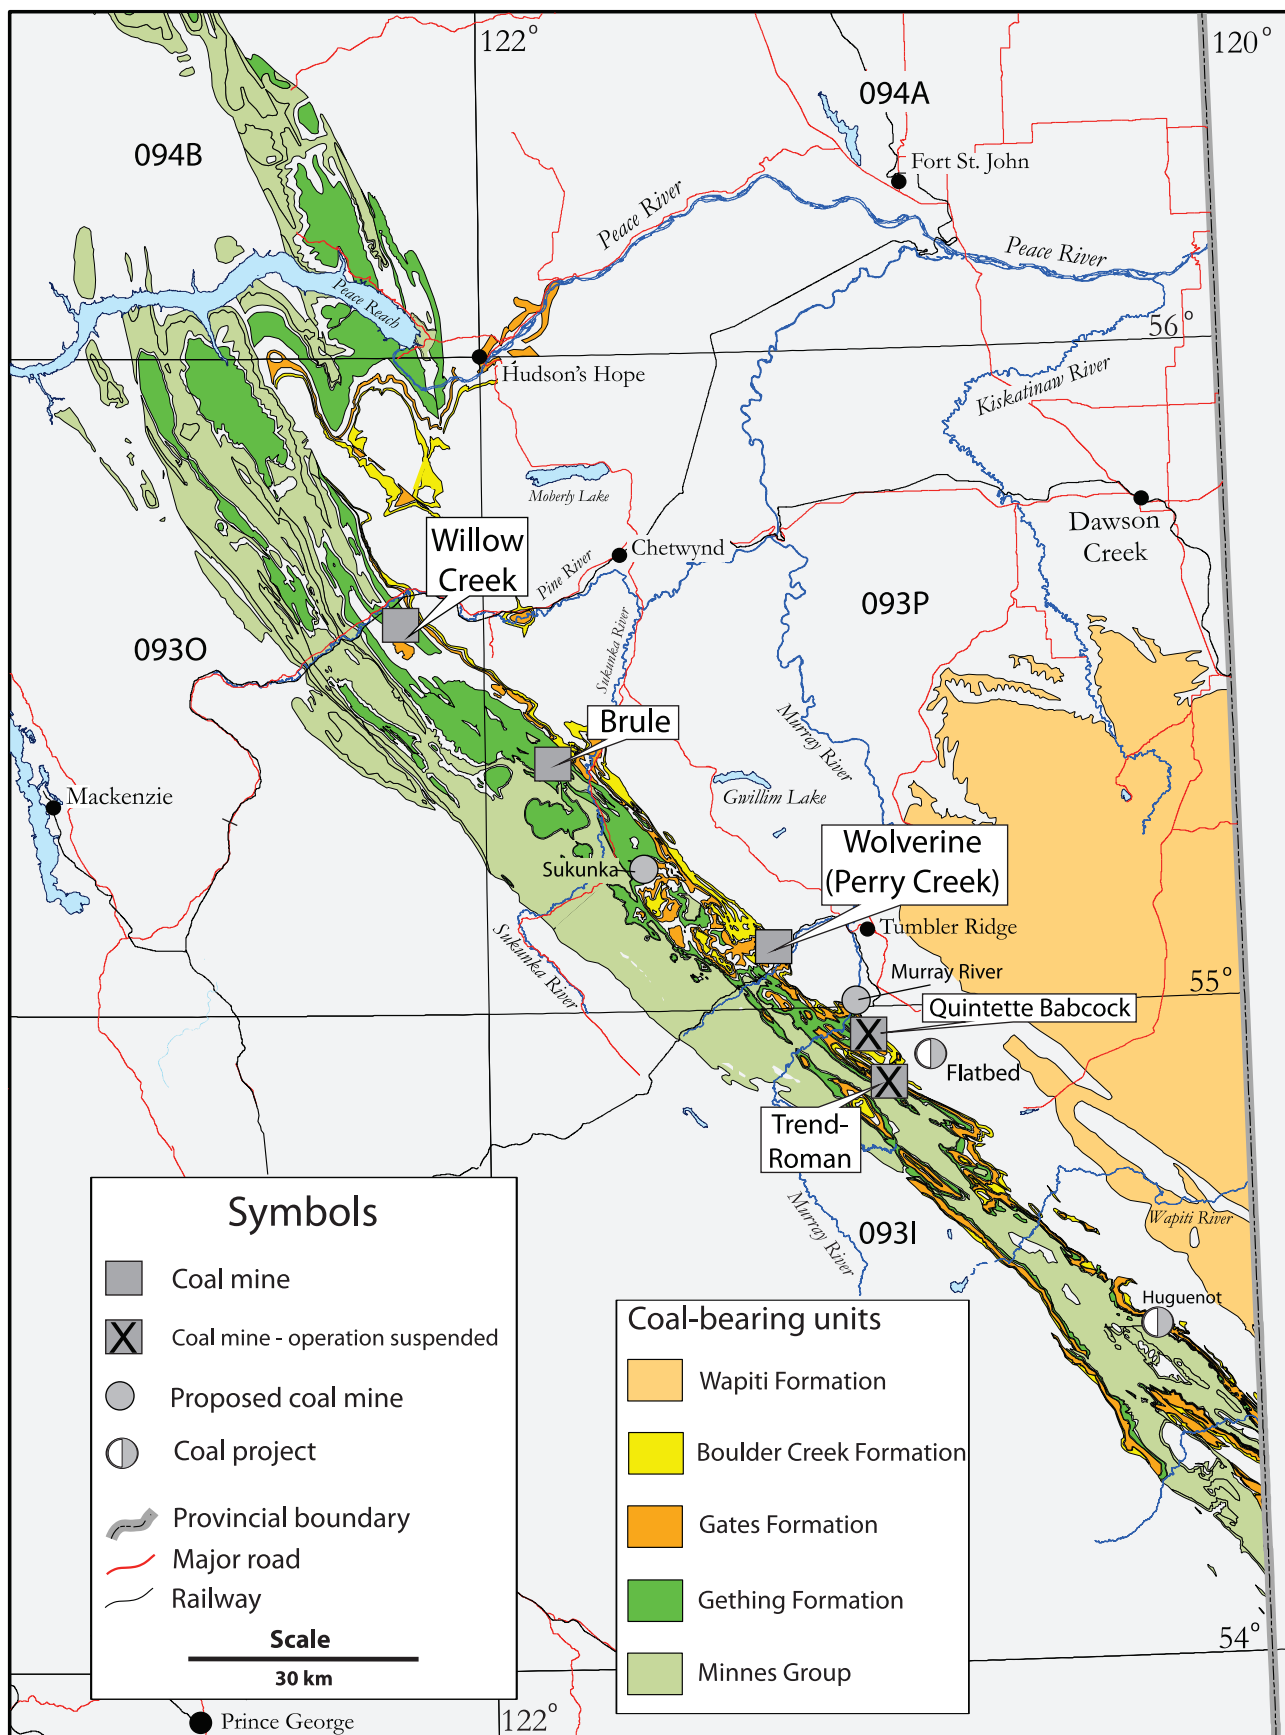 122°
120°
094A
094B
Fort St. John
Peace River
Peace River
Peace Reach
56°
Hudson's Hope
Kiskatinaw River
Moberly Lake
Dawson
Creek
Willow
Creek
Chetwynd
Pine River
093P
093O
Sukunka River
Brule
Murray River
Mackenzie
Gwillim Lake
Wolverine
(Perry Creek)
Sukunka
Tumbler Ridge
Sukunka River
Murray River
55°
Quintette Babcock
Flatbed
Trend-
Roman
Murray River
093I
Wapiti River
Huguenot
Symbols
Coal mine
Coal mine - operation suspended
Proposed coal mine
Coal project
Provincial boundary
Major road
Railway
Scale
30 km
Coal-bearing units
Wapiti Formation
Boulder Creek Formation
Gates Formation
Gething Formation
Minnes Group
54°
Prince George
122°